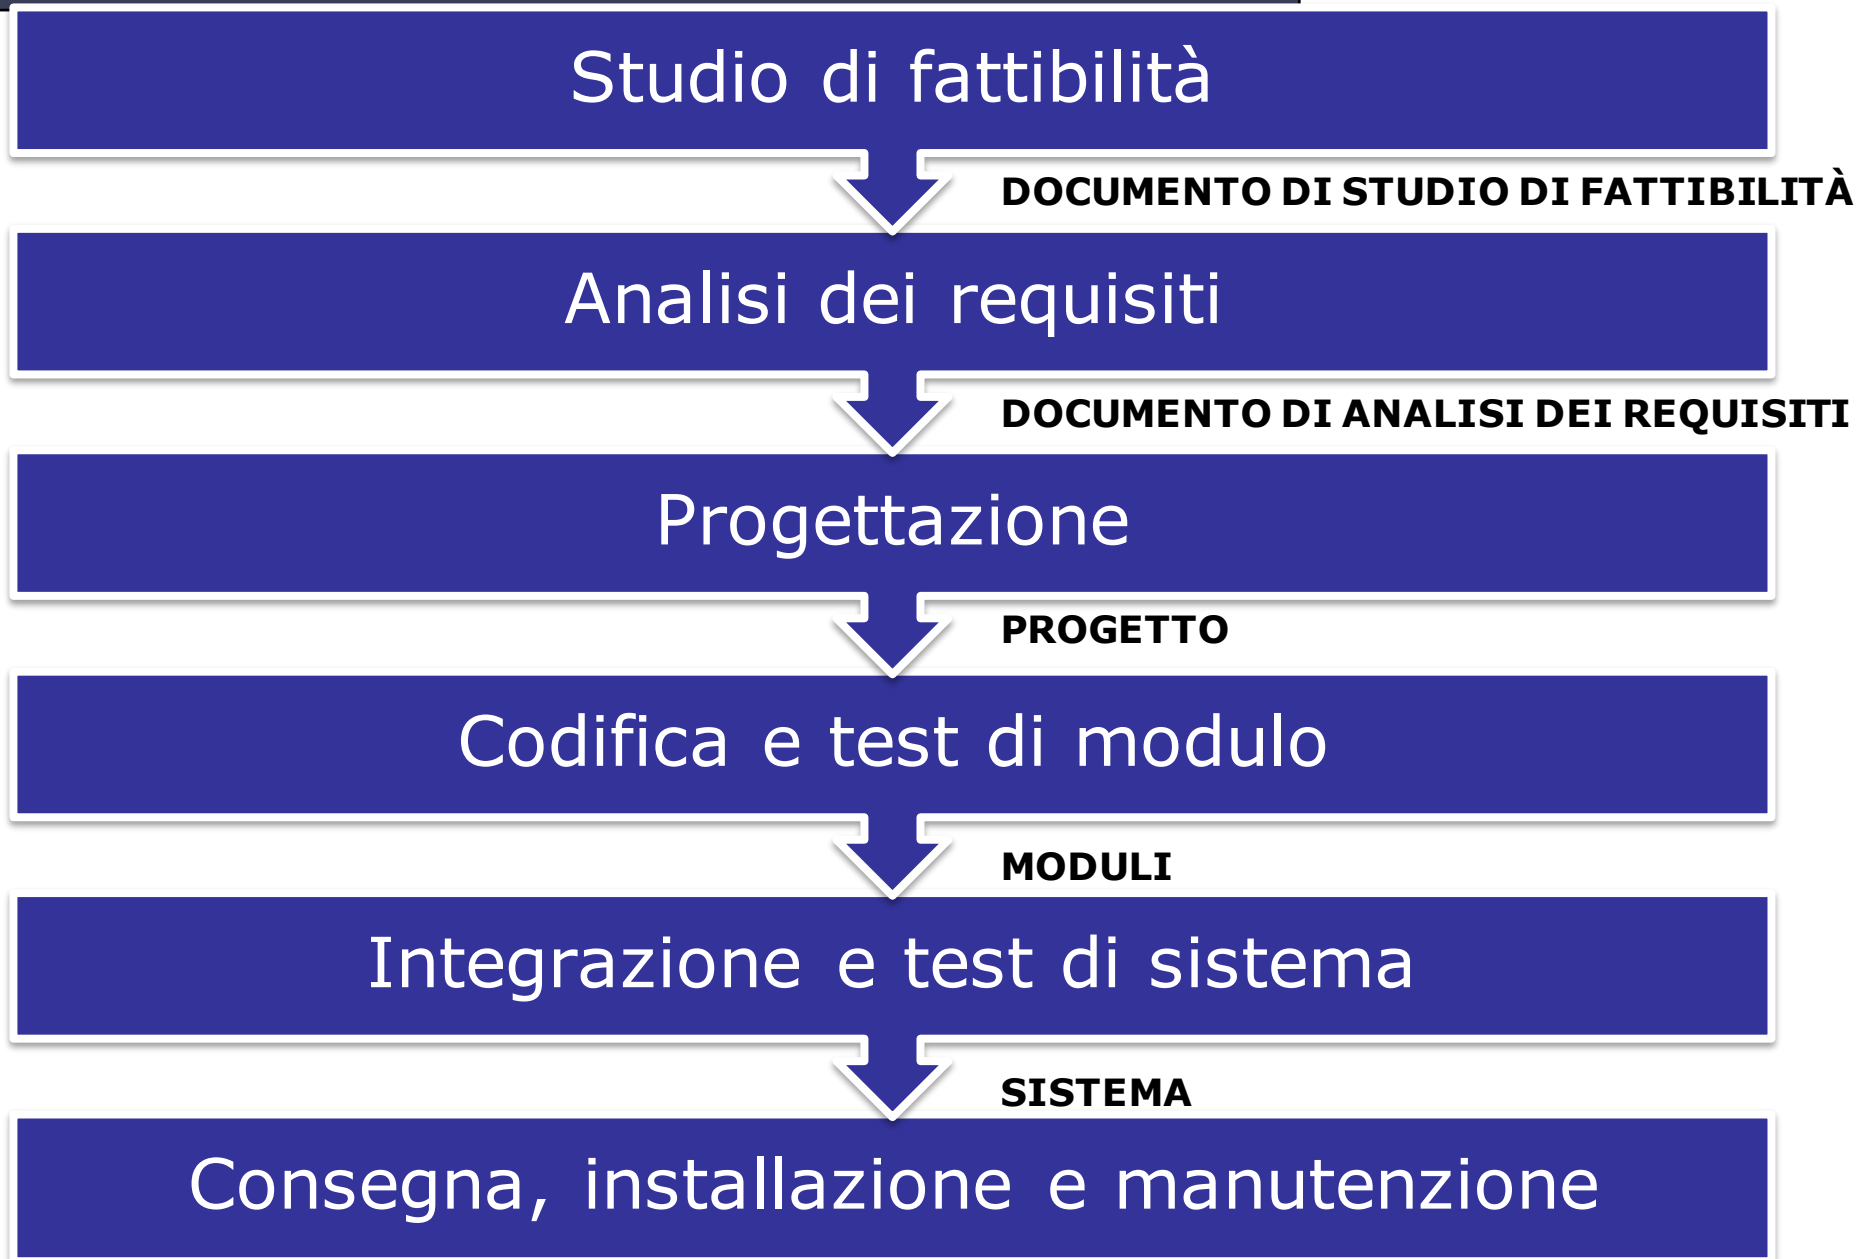 Studio di fattibilità
DOCUMENTO DI STUDIO DI FATTIBILITÀ
Analisi dei requisiti
DOCUMENTO DI ANALISI DEI REQUISITI
Progettazione
PROGETTO
Codifica e test di modulo
MODULI
Integrazione e test di sistema
SISTEMA
Consegna, installazione e manutenzione